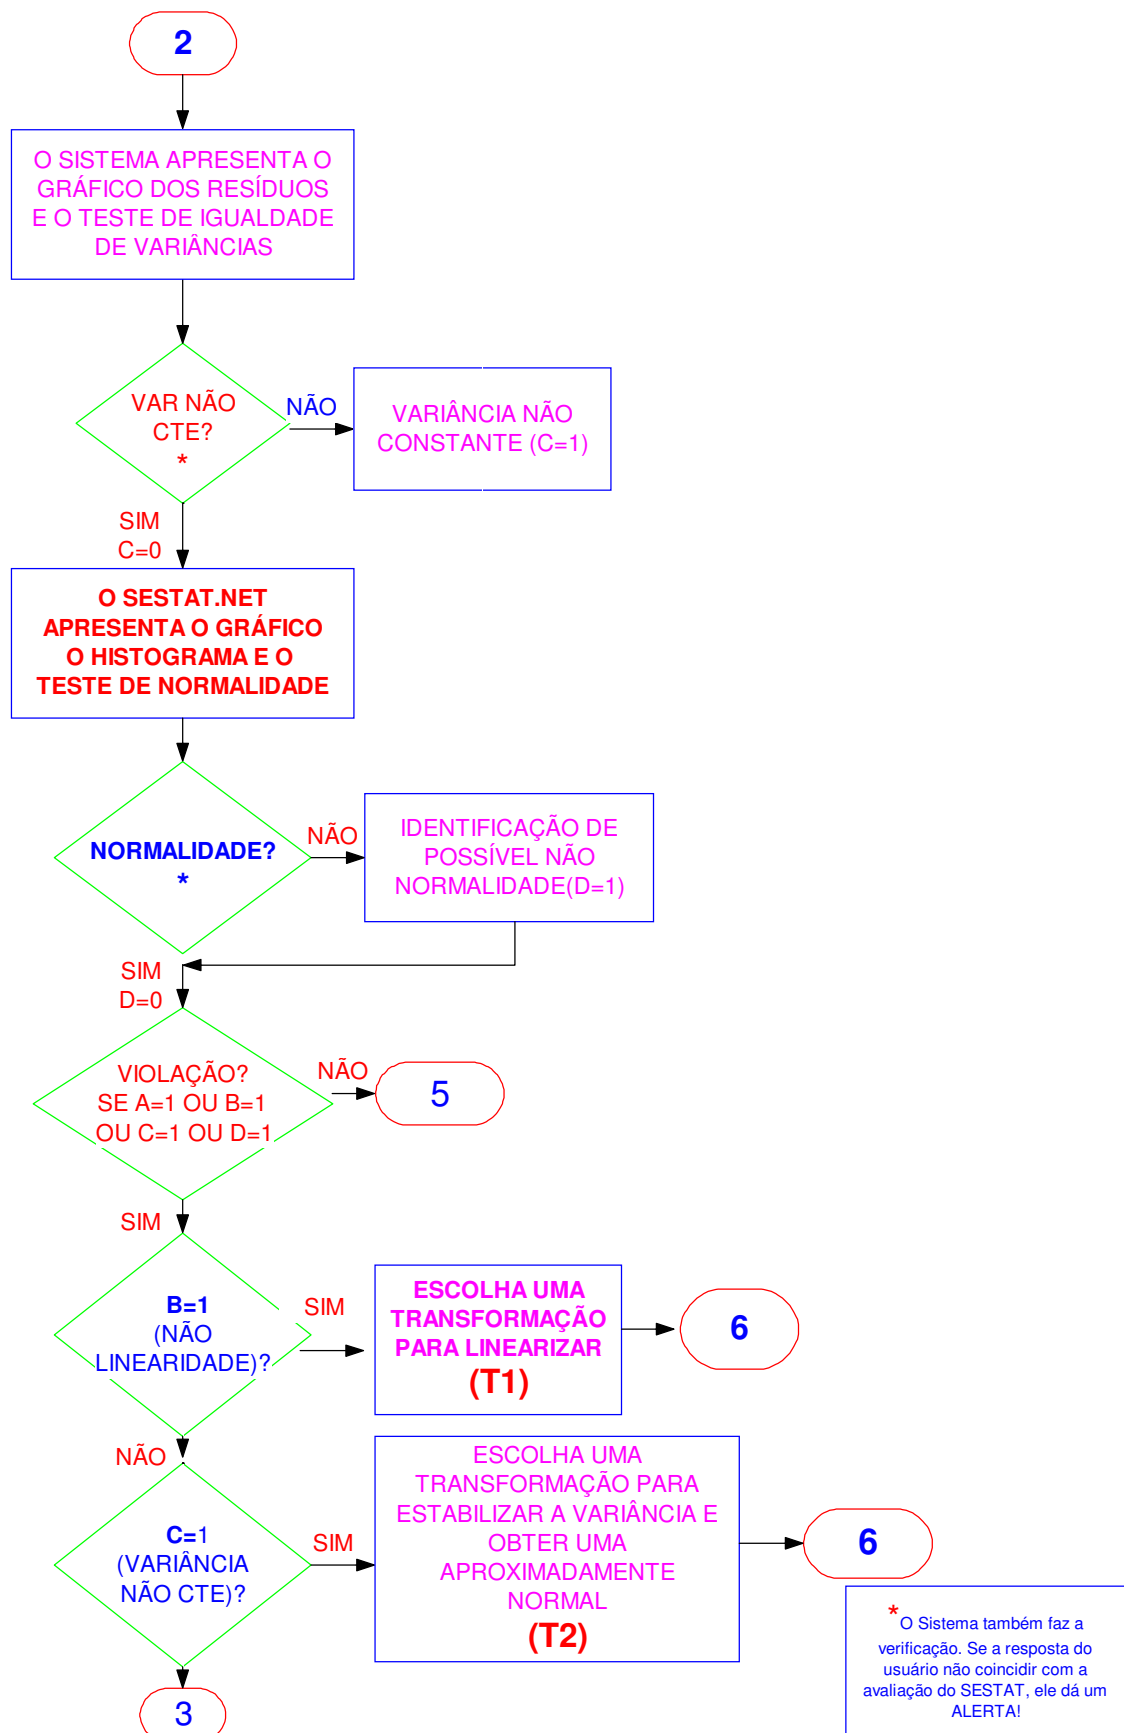 2
O SISTEMA APRESENTA O
GRÁFICO DOS RESÍDUOS
E O TESTE DE IGUALDADE
DE VARIÂNCIAS
VAR NÃO
CTE?
*
NÃO
VARIÂNCIA NÃO
CONSTANTE (C=1)
SIM
C=0
O SESTAT.NET
APRESENTA O GRÁFICO
O HISTOGRAMA E O
TESTE DE NORMALIDADE
NORMALIDADE?
*
NÃO
IDENTIFICAÇÃO DE
POSSÍVEL NÃO
NORMALIDADE(D=1)
SIM
D=0
VIOLAÇÃO?
SE A=1 OU B=1
OU C=1 OU D=1
NÃO
5
SIM
B=1
(NÃO
LINEARIDADE)?
SIM
ESCOLHA UMA
TRANSFORMAÇÃO
PARA LINEARIZAR
(T1)
6
NÃO
C=1
(VARIÂNCIA
NÃO CTE)?
SIM
ESCOLHA UMA
TRANSFORMAÇÃO PARA
ESTABILIZAR A VARIÂNCIA E
OBTER UMA
APROXIMADAMENTE
NORMAL
(T2)
6
3
*O Sistema também faz a
verificação. Se a resposta do
usuário não coincidir com a
avaliação do SESTAT, ele dá um
ALERTA!